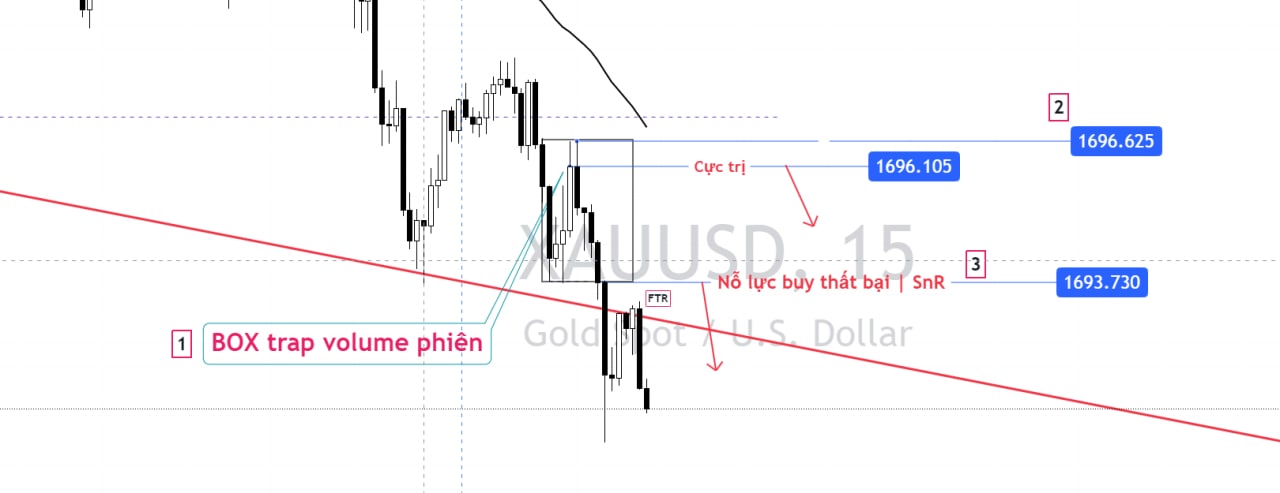 2
1696.625
Cực trị
1696.105
XAUUSD, 15
3
Nỗ lực buy thất bại | SnR
1693.730
FTR
Gold Spot / U.S. Dollar
1
BOX trap volume phiên